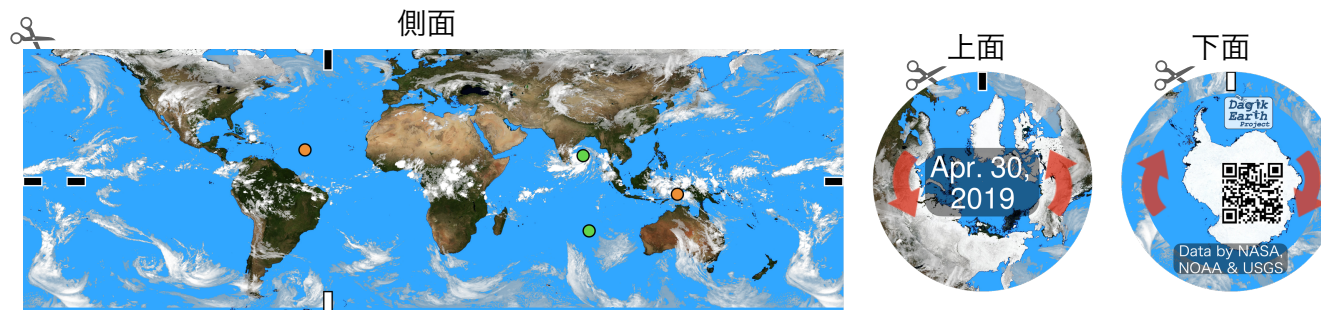 側面
上面
下面
Apr. 30,
2019
Dagik
Earth
Project
Data by NASA,
NOAA & USGS